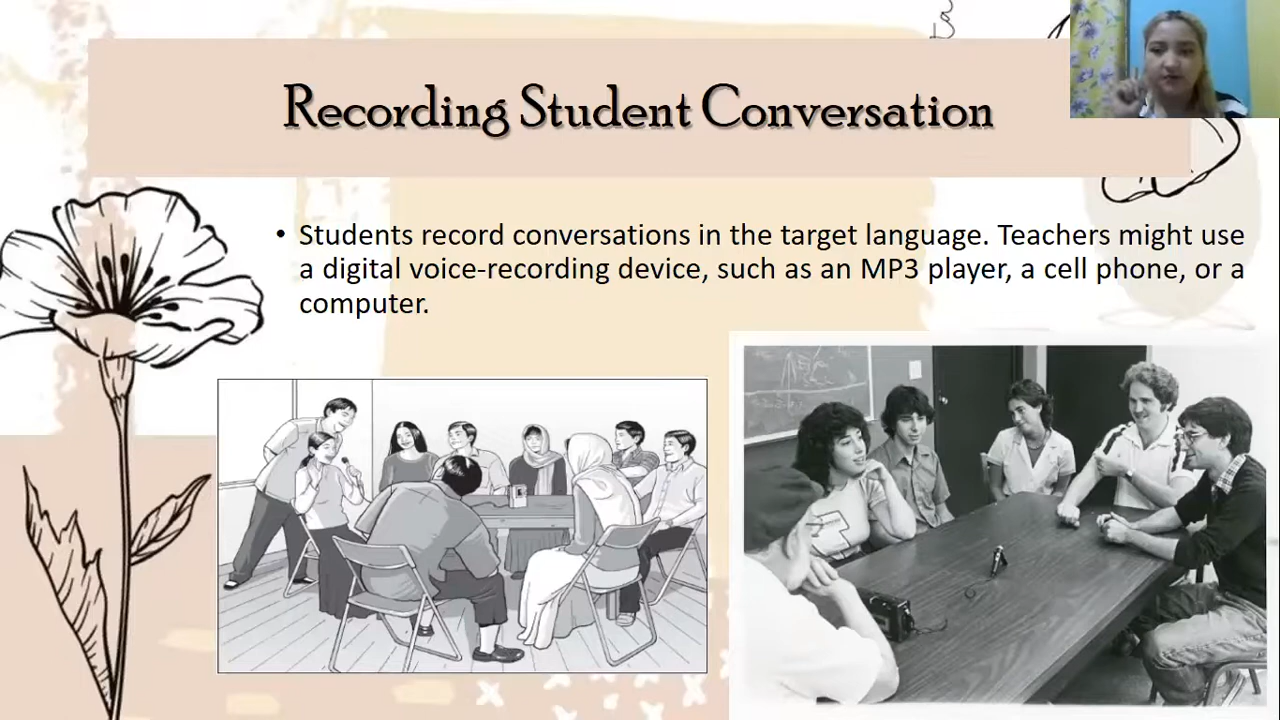 Recording Student Conversation
• Students record conversations in the target language. Teachers might use
a digital voice-recording device, such as an MP3 player, a cell phone, or a
computer.